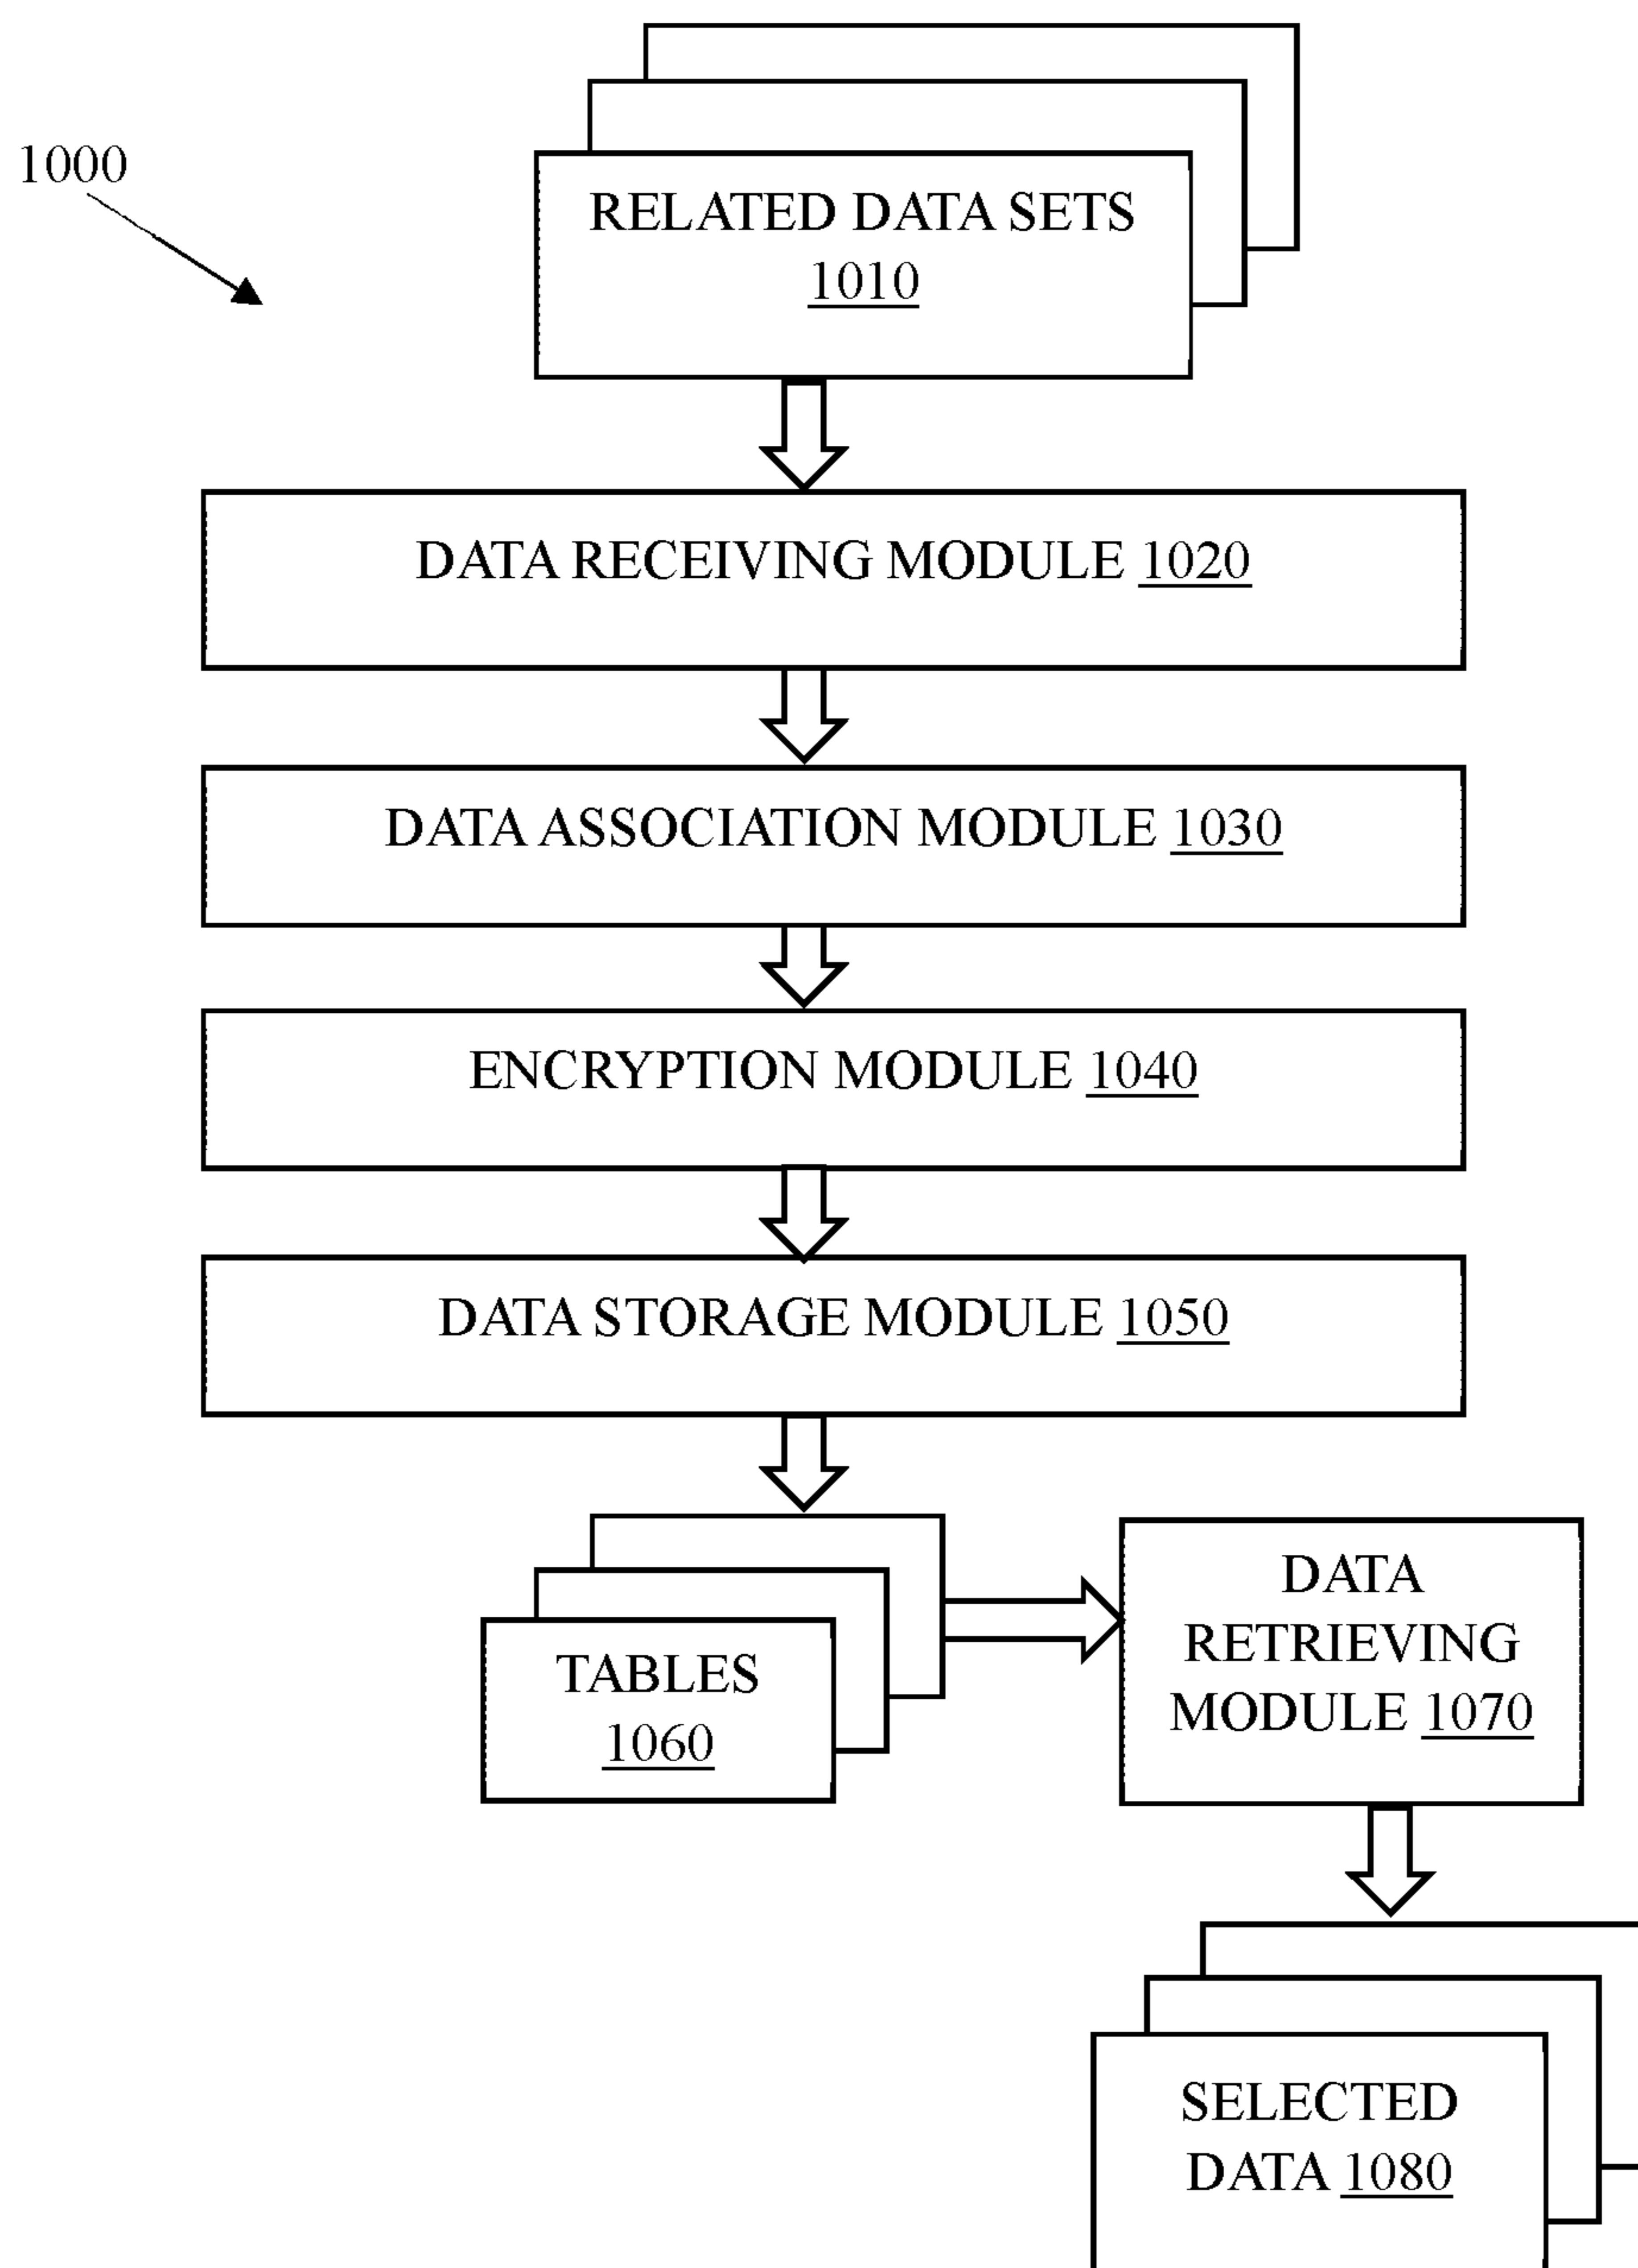 1000
RELATED DATA SETS
1010
DATA RECEIVING MODULE 1020
DATA ASSOCIATION MODULE 1030
ENCRYPTION MODULE 1040
DATA STORAGE MODULE 1050
TABLES
1060
DATA
RETRIEVING
MODULE 1070
SELECTED
DATA 1080